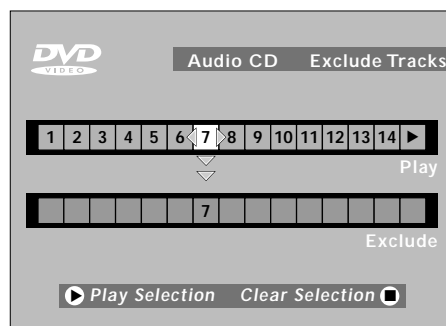 DVD
VIDEO
Audio CD Exclude Tracks
1 2 3 4 5 6 7 8 9 10 11 12 13 14
Play
7
Exclude
Play Selection Clear Selection